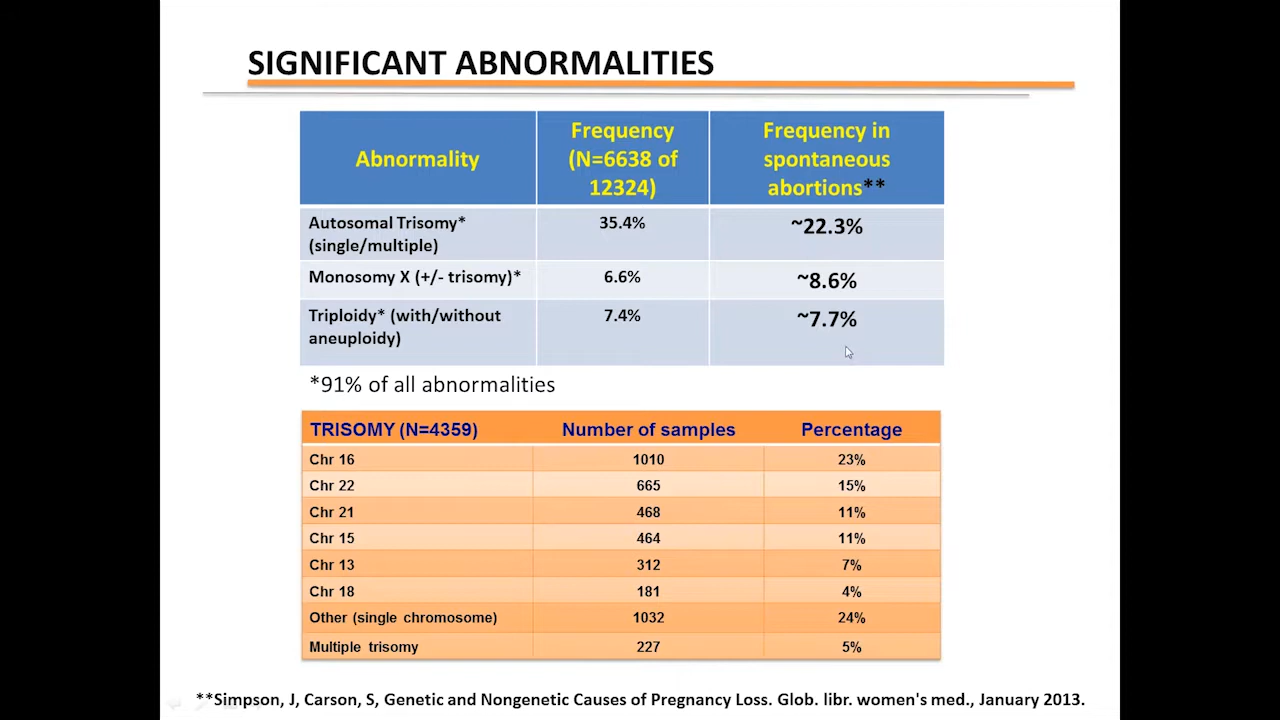 SIGNIFICANT ABNORMALITIES
Abnormality
Frequency
(N=6638 of
12324)
Frequency in
spontaneous
abortions**
Autosomal Trisomy*
(single/multiple)
35.4%
~22.3%
Monosomy X (+/- trisomy)*
6.6%
~8.6%
Triploidy* (with/without
aneuploidy)
7.4%
~7.7%
*91% of all abnormalities
TRISOMY (N=4359) Number of samples Percentage
Chr 16 1010 23%
Chr 22 665 15%
Chr 21 468 11%
Chr 15 464 11%
Chr 13 312 7%
Chr 18 181 4%
Other (single chromosome) 1032 24%
Multiple trisomy 227 5%
**Simpson, J, Carson, S, Genetic and Nongenetic Causes of Pregnancy Loss. Glob. libr. women's med., January 2013.